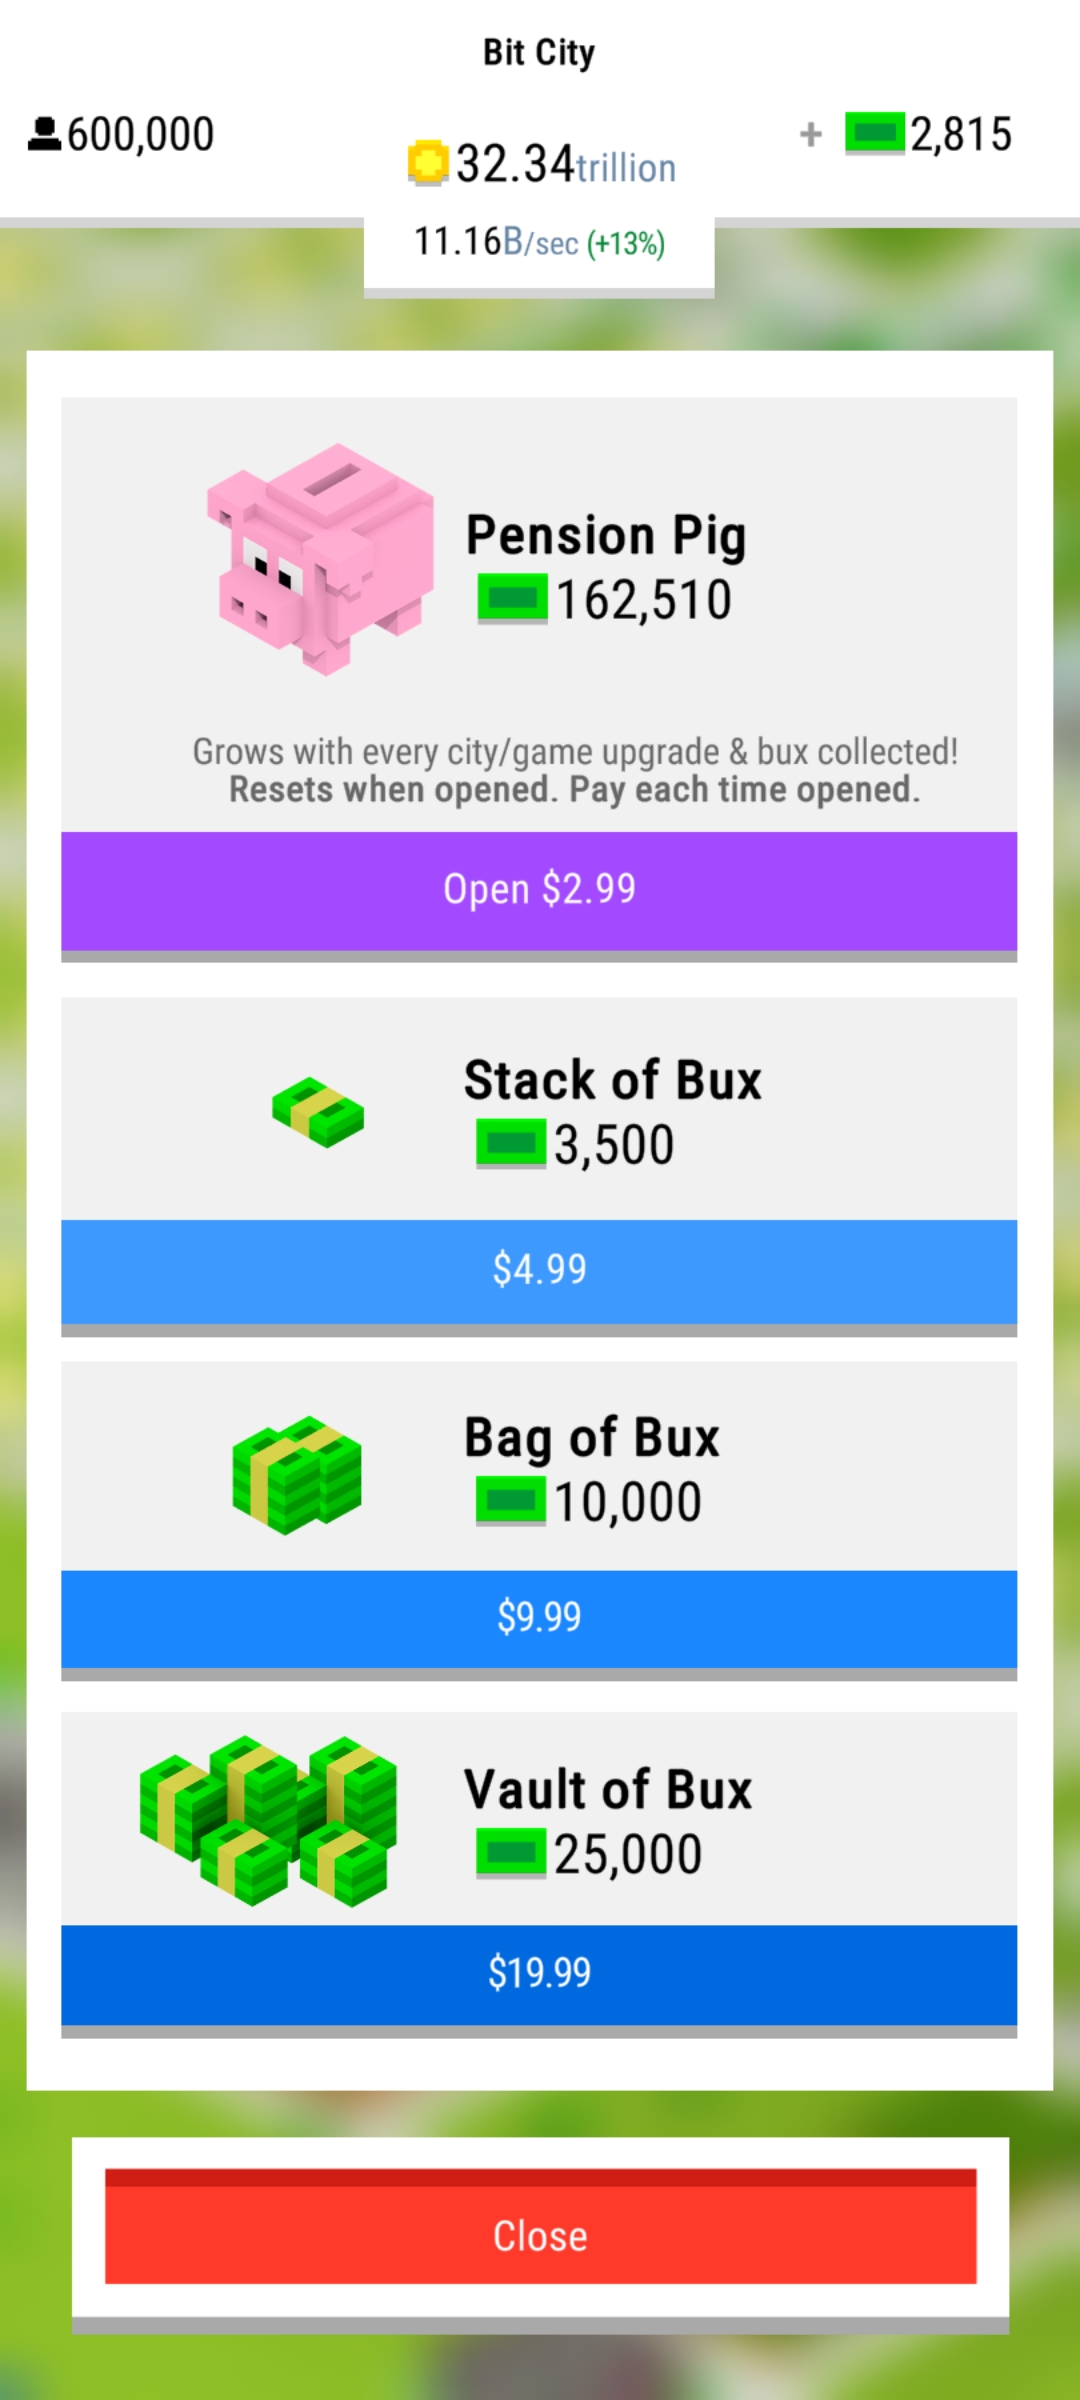 Bit City
600,000
32.34trillion
+ 2,815
11.16B/sec (+13%)
Pension Pig
162,510
Grows with every city/game upgrade & bux collected!
Resets when opened. Pay each time opened.
Open $2.99
Stack of Bux
3,500
$4.99
Bag of Bux
10,000
$9.99
Vault of Bux
25,000
$19.99
Close